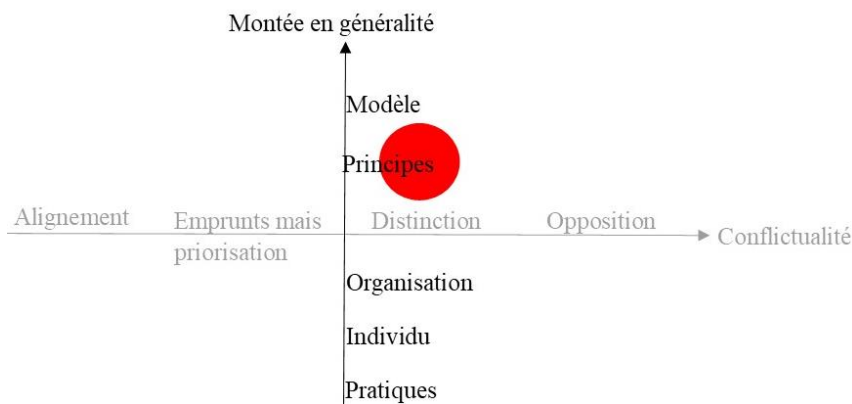 Montée en généralité
Modèle
Principes
Alignement
Emprunts mais
priorisation
Distinction
Opposition
Conflictualité
Organisation
Individu
Pratiques